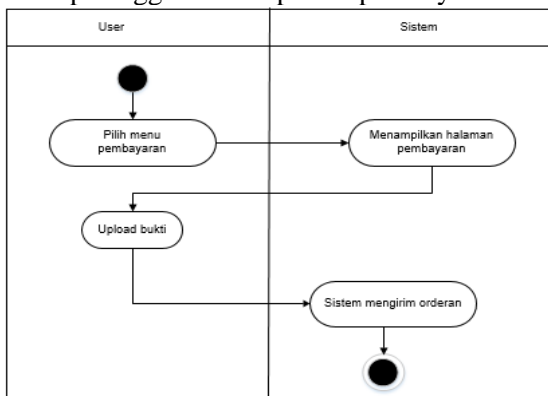 User
Sistem
Pilih menu
pembayaran
Menampilkan halaman
pembayaran
Upload bukti
Sistem mengirim orderan